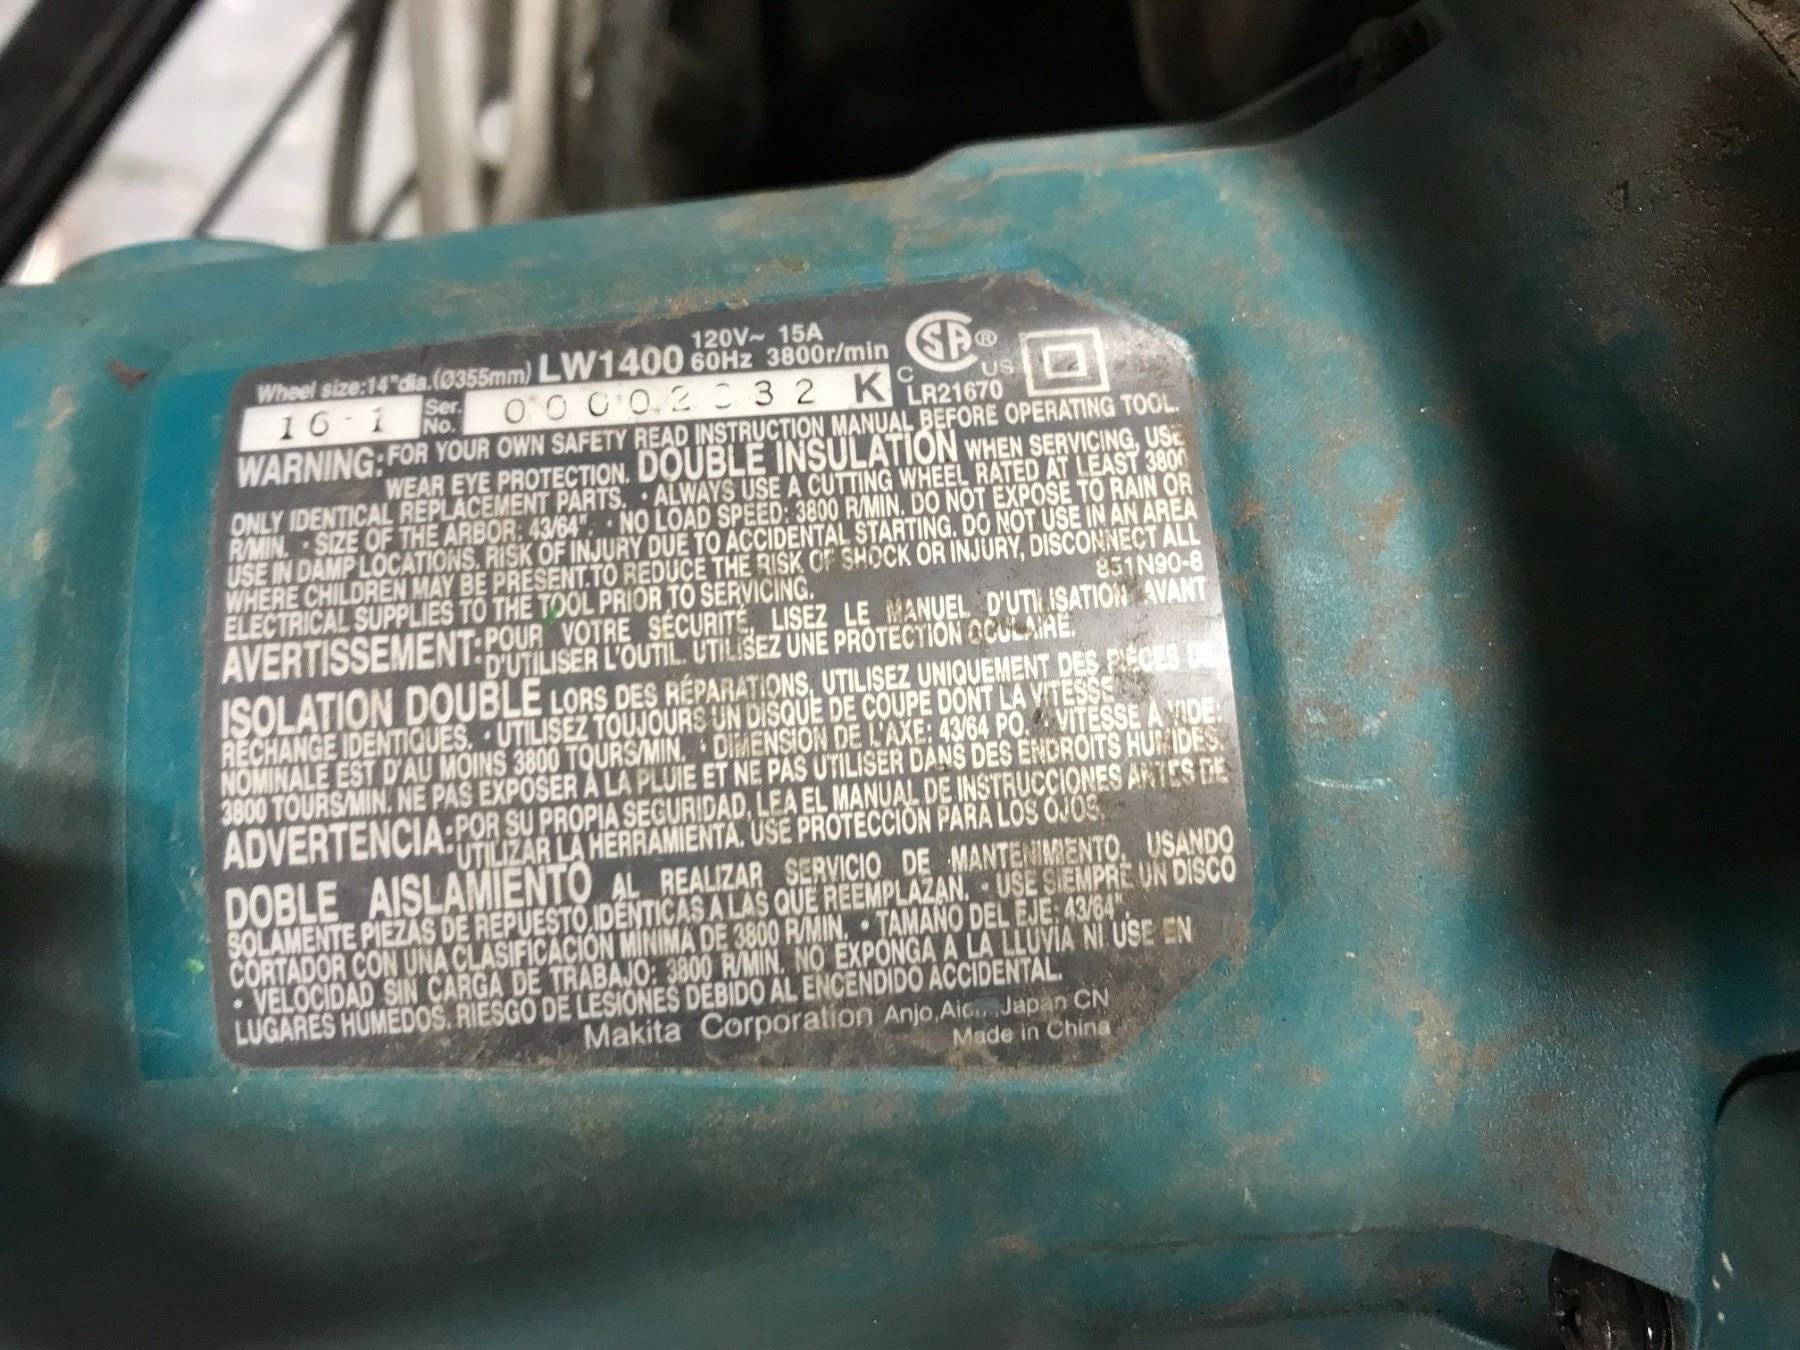 Wheel size:14"dia.(Ø355mm) LW1400 120V~ 15A
60Hz 3800r/min
CSA ® C US LR21670
16-1 Ser. No. K
WARNING: FOR YOUR OWN SAFETY READ INSTRUCTION MANUAL BEFORE OPERATING TOOL.
WEAR EYE PROTECTION. DOUBLE INSULATION WHEN SERVICING, USE
ONLY IDENTICAL REPLACEMENT PARTS. · ALWAYS USE A CUTTING WHEEL RATED AT LEAST 3800
R/MIN. · SIZE OF THE ARBOR: 43/64". · NO LOAD SPEED: 3800 R/MIN. DO NOT EXPOSE TO RAIN OR
USE IN DAMP LOCATIONS. RISK OF INJURY DUE TO ACCIDENTAL STARTING. DO NOT USE IN AN AREA
WHERE CHILDREN MAY BE PRESENT.TO REDUCE THE RISK OF SHOCK OR INJURY, DISCONNECT ALL
ELECTRICAL SUPPLIES TO THE TOOL PRIOR TO SERVICING. 851N90-8
AVERTISSEMENT: POUR VOTRE SÉCURITÉ, LISEZ LE MANUEL D'UTILISATION AVANT
D'UTILISER L'OUTIL. UTILISEZ UNE PROTECTION OCULAIRE.
ISOLATION DOUBLE LORS DES RÉPARATIONS, UTILISEZ UNIQUEMENT DES PIÈCES DE
RECHANGE IDENTIQUES. · UTILISEZ TOUJOURS UN DISQUE DE COUPE DONT LA VITESSE
NOMINALE EST D'AU MOINS 3800 TOURS/MIN. · DIMENSION DE L'AXE: 43/64 PO. VITESSE À VIDE:
3800 TOURS/MIN. NE PAS EXPOSER À LA PLUIE ET NE PAS UTILISER DANS DES ENDROITS HUMIDES.
ADVERTENCIA: POR SU PROPIA SEGURIDAD, LEA EL MANUAL DE INSTRUCCIONES ANTES DE
UTILIZAR LA HERRAMIENTA. USE PROTECCIÓN PARA LOS OJOS.
DOBLE AISLAMIENTO AL REALIZAR SERVICIO DE MANTENIMIENTO, USANDO
SOLAMENTE PIEZAS DE REPUESTO IDÉNTICAS A LAS QUE REEMPLAZAN. · USE SIEMPRE UN DISCO
CORTADOR CON UNA CLASIFICACIÓN MÍNIMA DE 3800 R/MIN. · TAMAÑO DEL EJE: 43/64".
· VELOCIDAD SIN CARGA DE TRABAJO: 3800 R/MIN. NO EXPONGA A LA LLUVIA NI USE EN
LUGARES HÚMEDOS. RIESGO DE LESIONES DEBIDO AL ENCENDIDO ACCIDENTAL.
Makita Corporation Anjo, Japan CN
Made in China